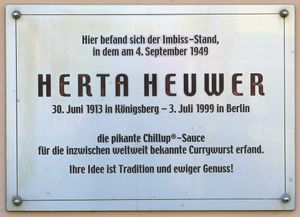 Hier befand sich der Imbiss-Stand,
in dem am 4. September 1949
HERTA HEUWER
30. Juni 1913 in Königsberg – 3. Juli 1999 in Berlin
die pikante Chillup®-Sauce
für die inzwischen weltweit bekannte Currywurst erfand.
Ihre Idee ist Tradition und ewiger Genuss!